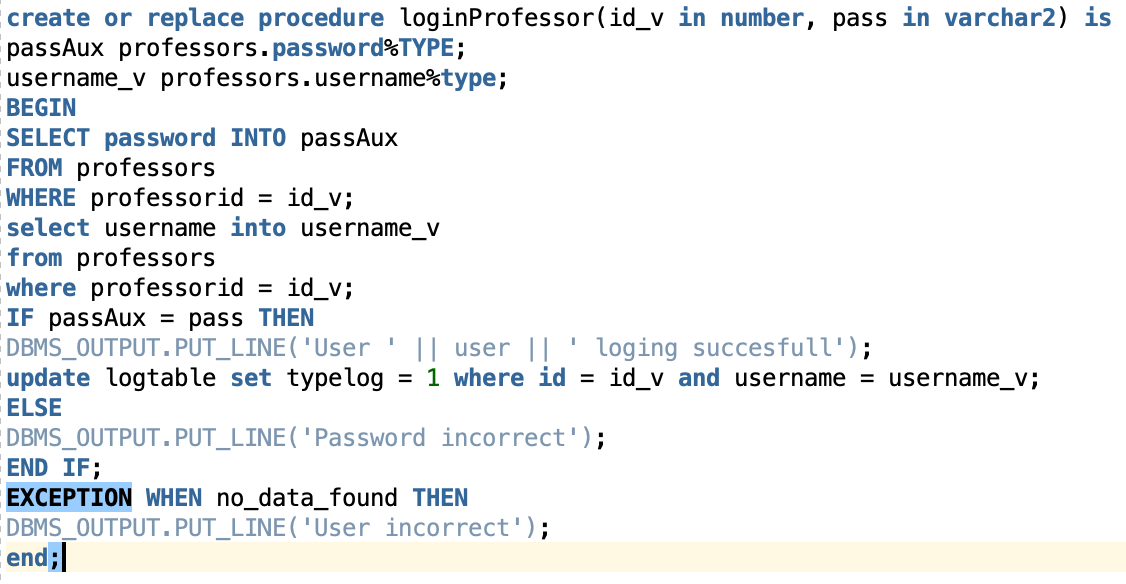 create or replace procedure loginProfessor(id_v in number, pass in varchar2) is
passAux professors.password%TYPE;
username_v professors.username%type;
BEGIN
SELECT password INTO passAux
FROM professors
WHERE professorid = id_v;
select username into username_v
from professors
where professorid = id_v;
IF passAux = pass THEN
DBMS_OUTPUT.PUT_LINE('User ' || user || ' loging succesfull');
update logtable set typelog = 1 where id = id_v and username = username_v;
ELSE
DBMS_OUTPUT.PUT_LINE('Password incorrect');
END IF;
EXCEPTION WHEN no_data_found THEN
DBMS_OUTPUT.PUT_LINE('User incorrect');
end;